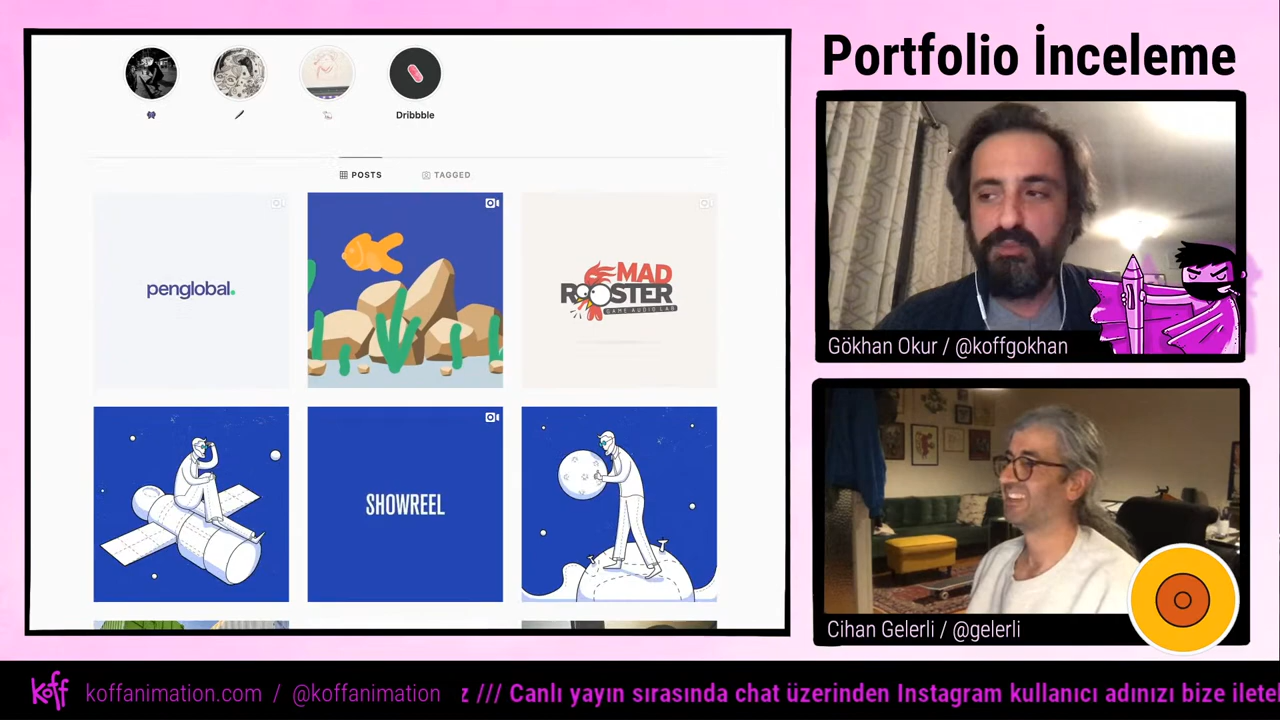 Portfolio İnceleme
Dribbble
POSTS
TAGGED
penglobal.
MAD
ROOSTER
GAME AUDIO LAB
SHOWREEL
Gökhan Okur / @koffgokhan
Cihan Gelerli / @gelerli
koff koffanimation.com / @koffanimation
z /// Canlı yayın sırasında chat üzerinden Instagram kullanıcı adınızı bize iletel